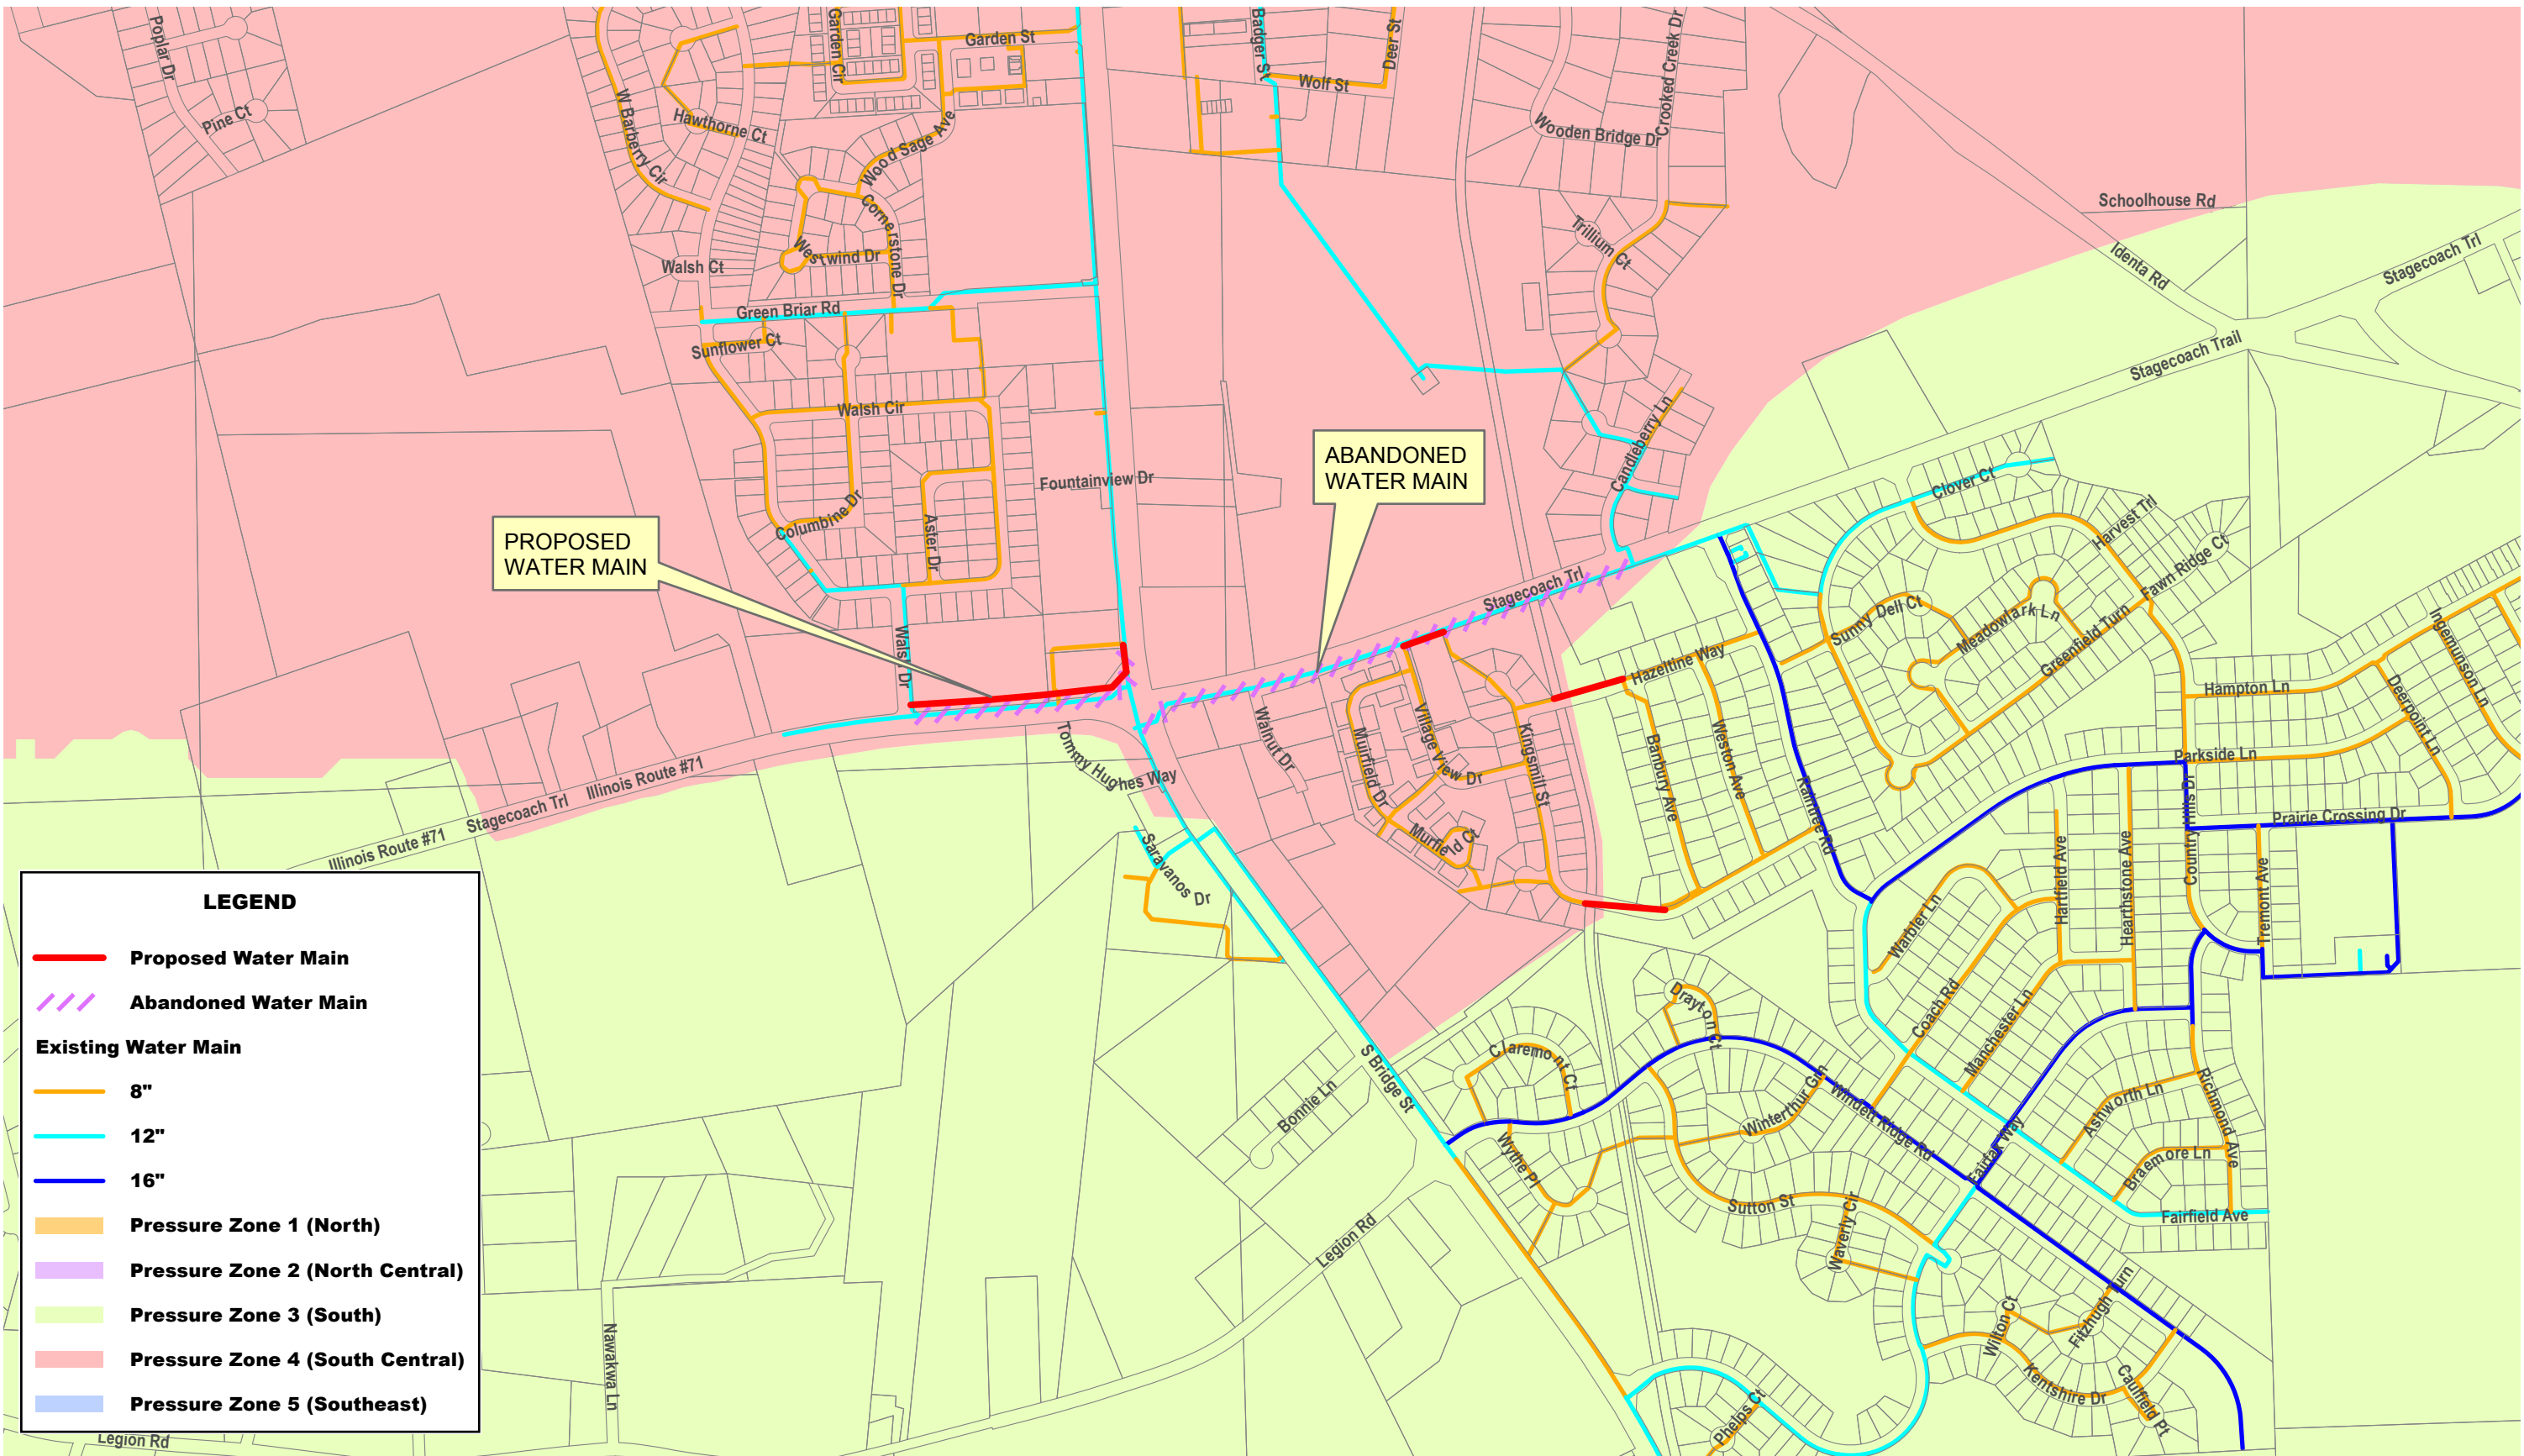 Poplar Dr
Pine Ct
W Barberry Cir
Hawthorne Ct
Garden Cir
Garden St
Wood Sage Ave
Cornerstone Dr
Westwind Dr
Walsh Ct
Green Briar Rd
Sunflower Ct
Walsh Cir
Columbine Dr
Aster Dr
Fountainview Dr
Walsh Dr
Badger St
Wolf St
Deer St
Crooked Creek Dr
Wooden Bridge Dr
Trillium Ct
Candleberry Ln
Schoolhouse Rd
Identa Rd
Stagecoach Trl
Stagecoach Trail
PROPOSED
WATER MAIN
ABANDONED
WATER MAIN
Stagecoach Trl
Clover Ct
Harvest Trl
Fawn Ridge Ct
Sunny Dell Ct
Meadowlark Ln
Greenfield Turn
Ingemunson Ln
Hampton Ln
Deerpoint Ln
Parkside Ln
Prairie Crossing Dr
Hazeltine Way
Banbury Ave
Weston Ave
Raintree Rd
Kingsmill St
Village View Dr
Muirfield Dr
Murfield Ct
Walnut Dr
Tommy Hughes Way
Saravanos Dr
Illinois Route #71
Stagecoach Trl
Illinois Route #71
Country Hills Dr
Tremont Ave
Hearthstone Ave
Hartfield Ave
Warbler Ln
Coach Rd
Manchester Ln
Drayton Ct
Claremont Ct
S Bridge St
Bonnie Ln
Wythe Pl
Winterthur Grn
Windett Ridge Rd
Fairfax Way
Ashworth Ln
Richmond Ave
Braemore Ln
Fairfield Ave
Sutton St
Waverly Cir
Wilton Ct
Fitzhugh Turn
Kentshire Dr
Caulfield Pt
Phelps Ct
Legion Rd
Nawakwa Ln
Legion Rd
LEGEND
Proposed Water Main
Abandoned Water Main
Existing Water Main
8"
12"
16"
Pressure Zone 1 (North)
Pressure Zone 2 (North Central)
Pressure Zone 3 (South)
Pressure Zone 4 (South Central)
Pressure Zone 5 (Southeast)